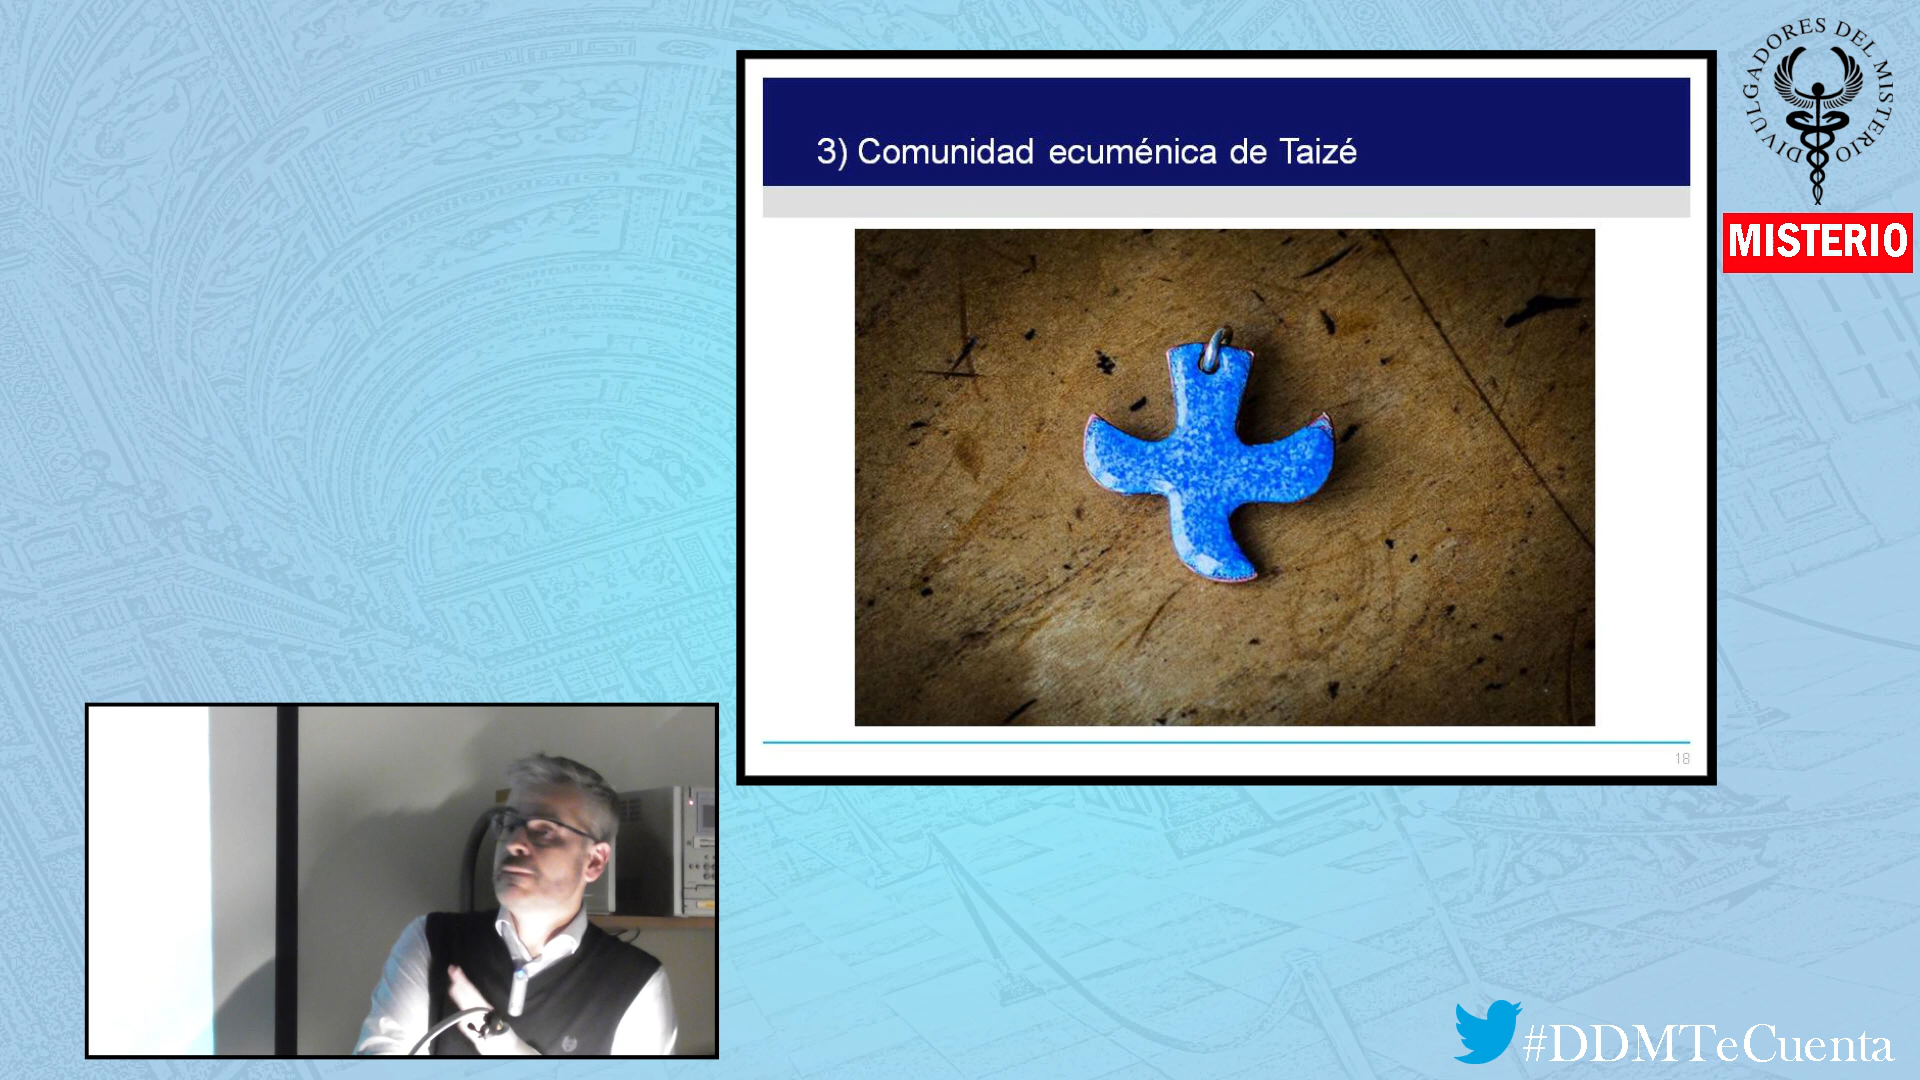 3) Comunidad ecuménica de Taizé
18
DIVULGADORES DEL MISTERIO
MISTERIO
#DDMTeCuenta